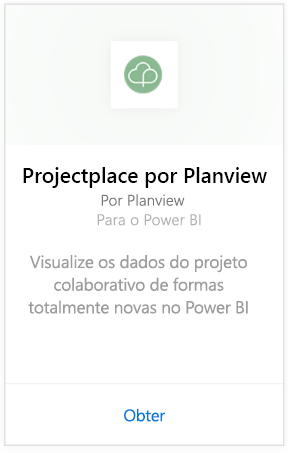 Projectplace por Planview
Por Planview
Para o Power BI
Visualize os dados do projeto
colaborativo de formas
totalmente novas no Power BI
Obter